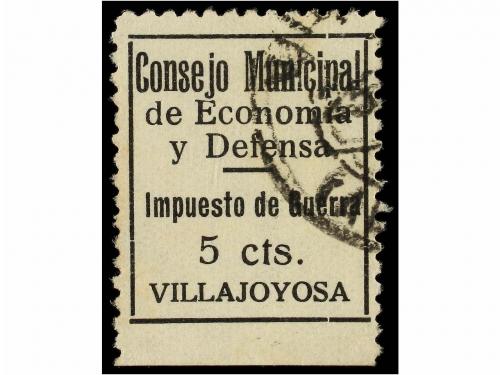 Consejo Municipal
de Economía
y Defensa
Impuesto de Guerra
5 cts.
VILLAJOYOSA